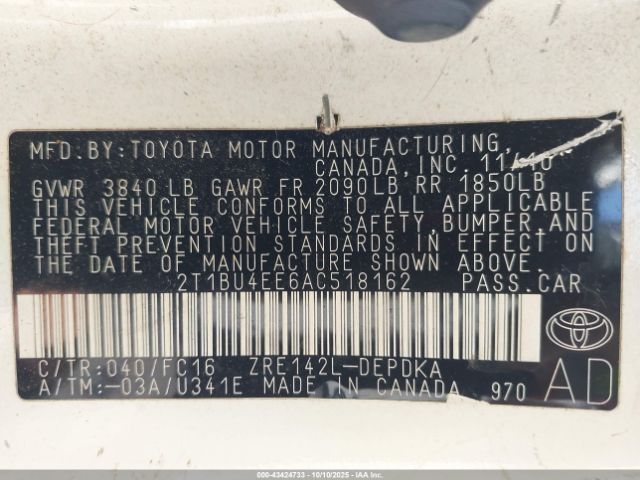 MFD.BY:TOYOTA MOTOR MANUFACTURING,
CANADA,INC.
GVWR 3840 LB GAWR FR 2090LB RR 1850LB
THIS VEHICLE CONFORMS TO ALL APPLICABLE
FEDERAL MOTOR VEHICLE SAFETY,BUMPER,AND
THEFT PREVENTION STANDARDS IN EFFECT ON
THE DATE OF MANUFACTURE SHOWN ABOVE.
2T1BU4EE6AC518162 PASS.CAR
C/TR:040/FC16 ZRE142L-DEPDKA
A/TM:-03A/U341E MADE IN CANADA 970
AD
000-43424733 - 10/10/2025 - IAAI.CA